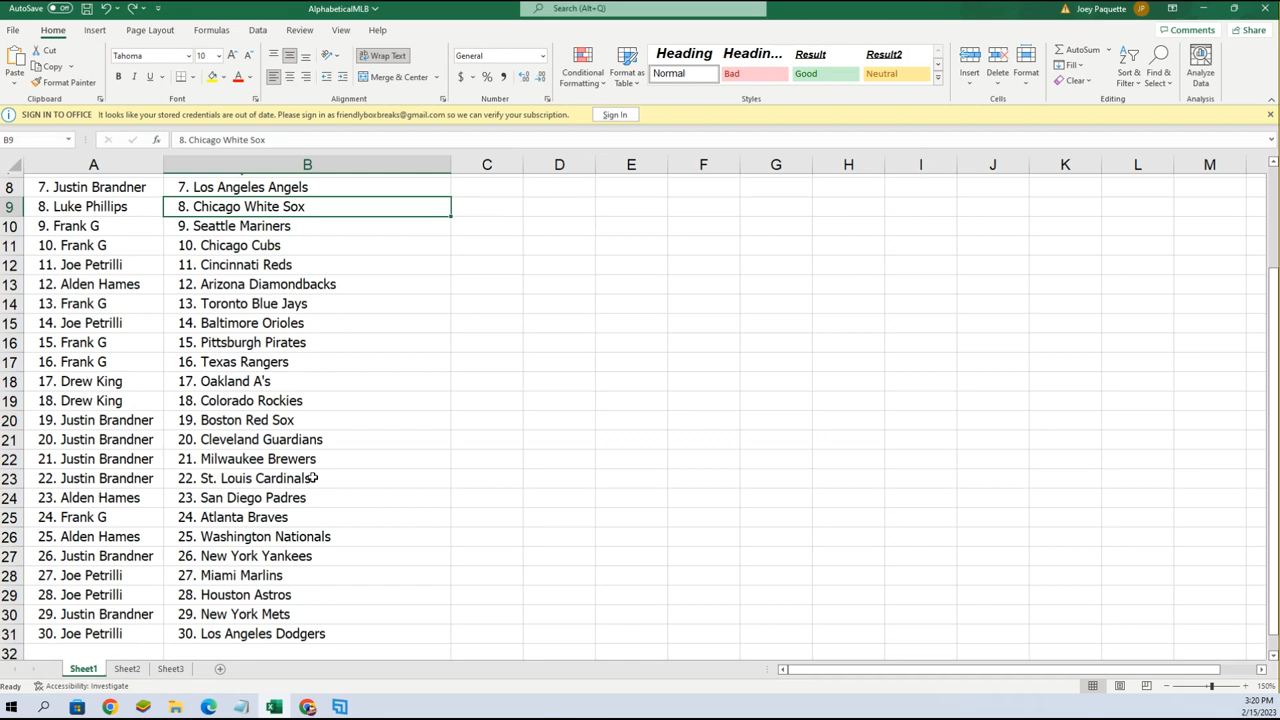 AutoSave Off AlphabeticalMLB Search (Alt+Q) Joey Paquette JP
File Home Insert Page Layout Formulas Data Review View Help Comments Share
Paste Cut Copy Format Painter Clipboard
Tahoma 10 A A B I U A Font
Wrap Text Merge & Center Alignment
General $ % , Number
Conditional Formatting Format as Table
Heading Headin... Result Result2
Normal Bad Good Neutral
Styles
Insert Delete Format Cells
AutoSum Fill Clear Sort & Filter Find & Select Editing
Analyze Data Analysis
SIGN IN TO OFFICE It looks like your stored credentials are out of date. Please sign in as friendlyboxbreaks@gmail.com so we can verify your subscription. Sign In
B9 fx 8. Chicago White Sox
A B C D E F G H I J K L M
8 7. Justin Brandner 7. Los Angeles Angels
9 8. Luke Phillips 8. Chicago White Sox
10 9. Frank G 9. Seattle Mariners
11 10. Frank G 10. Chicago Cubs
12 11. Joe Petrilli 11. Cincinnati Reds
13 12. Alden Hames 12. Arizona Diamondbacks
14 13. Frank G 13. Toronto Blue Jays
15 14. Joe Petrilli 14. Baltimore Orioles
16 15. Frank G 15. Pittsburgh Pirates
17 16. Frank G 16. Texas Rangers
18 17. Drew King 17. Oakland A's
19 18. Drew King 18. Colorado Rockies
20 19. Justin Brandner 19. Boston Red Sox
21 20. Justin Brandner 20. Cleveland Guardians
22 21. Justin Brandner 21. Milwaukee Brewers
23 22. Justin Brandner 22. St. Louis Cardinals
24 23. Alden Hames 23. San Diego Padres
25 24. Frank G 24. Atlanta Braves
26 25. Alden Hames 25. Washington Nationals
27 26. Justin Brandner 26. New York Yankees
28 27. Joe Petrilli 27. Miami Marlins
29 28. Joe Petrilli 28. Houston Astros
30 29. Justin Brandner 29. New York Mets
31 30. Joe Petrilli 30. Los Angeles Dodgers
32
Sheet1 Sheet2 Sheet3
Ready Accessibility: Investigate 150%
3:20 PM
2/15/2023